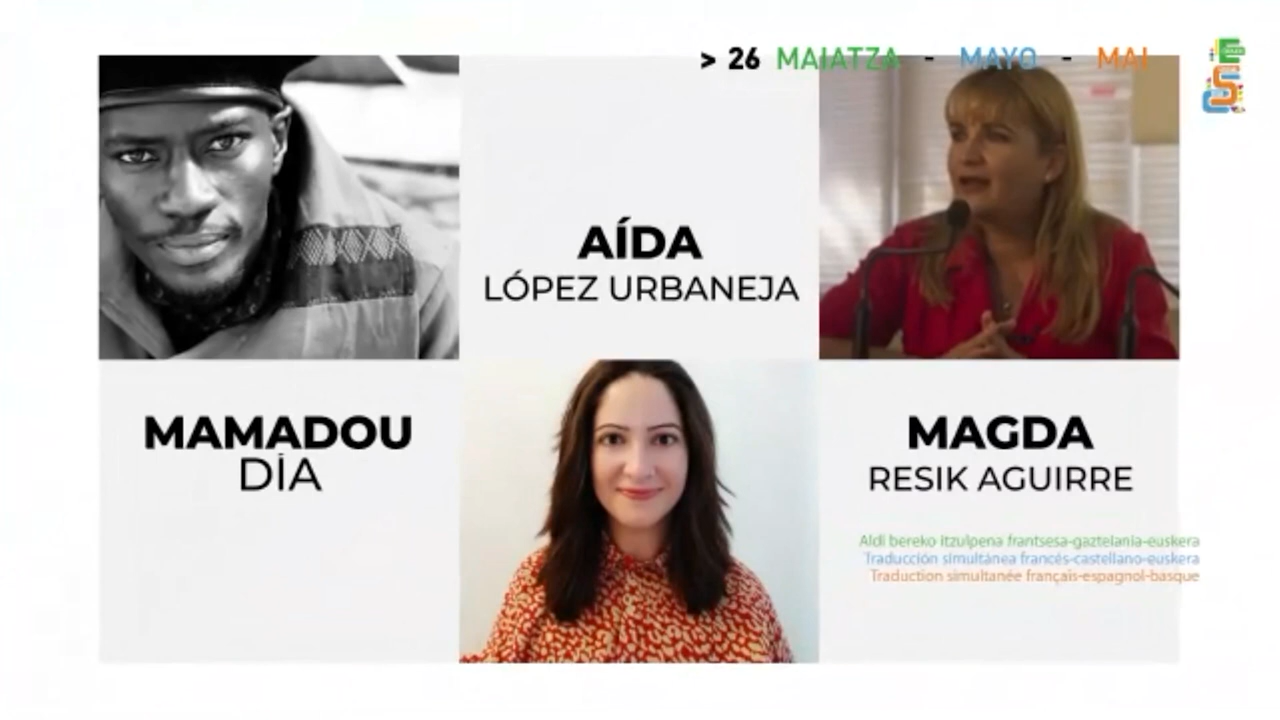 > 26 MAIATZA - MAYO - MAI
AÍDA
LÓPEZ URBANEJA
MAMADOU
DÍA
MAGDA
RESIK AGUIRRE
Aldi bereko itzulpena frantsesa-gaztelania-euskera
Traducción simultánea francés-castellano-euskera
Traduction simultanée français-espagnol-basque